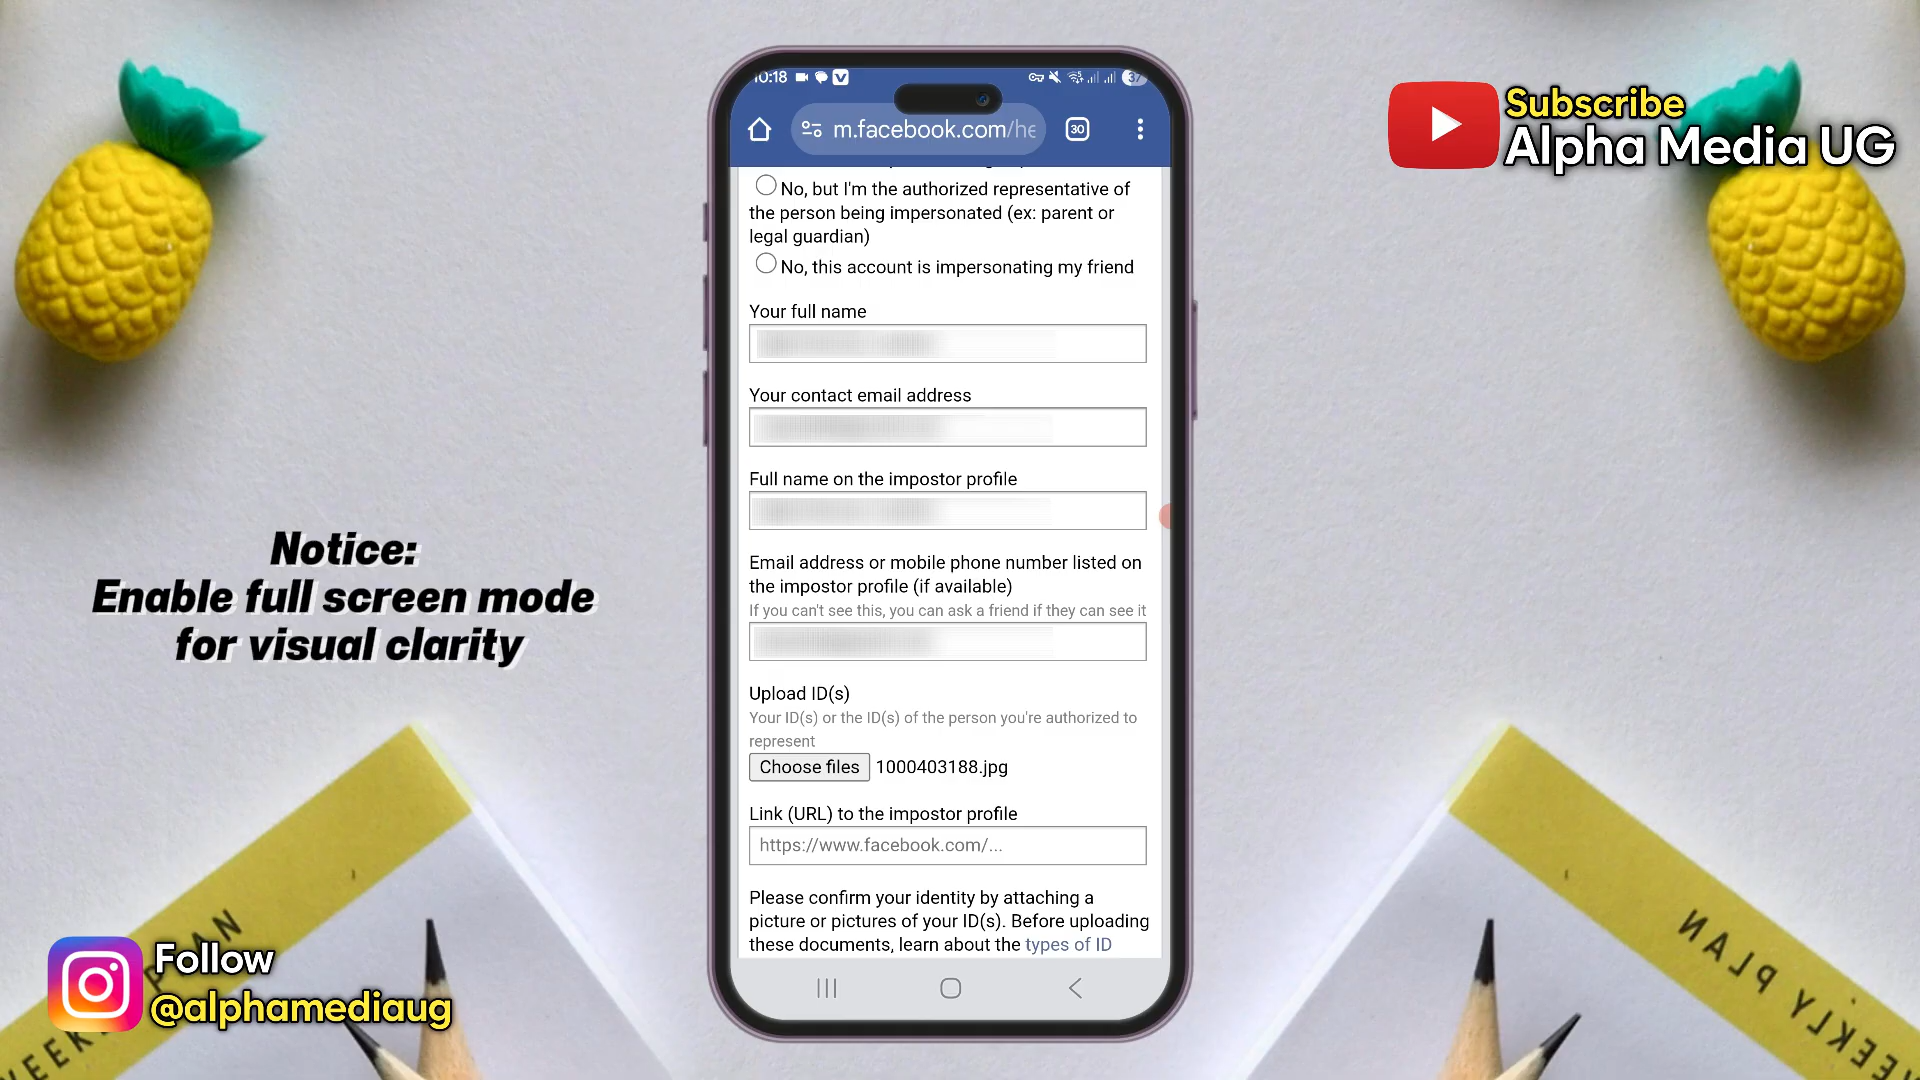 10:18
37
m.facebook.com/he
30
No, but I'm the authorized representative of
the person being impersonated (ex: parent or
legal guardian)
No, this account is impersonating my friend
Your full name
Your contact email address
Full name on the impostor profile
Email address or mobile phone number listed on
the impostor profile (if available)
If you can't see this, you can ask a friend if they can see it
Upload ID(s)
Your ID(s) or the ID(s) of the person you're authorized to
represent
Choose files 1000403188.jpg
Link (URL) to the impostor profile
https://www.facebook.com/...
Please confirm your identity by attaching a
picture or pictures of your ID(s). Before uploading
these documents, learn about the types of ID
Subscribe
Alpha Media UG
Notice:
Enable full screen mode
for visual clarity
Follow
@alphamediaug
WEEKLY PLAN